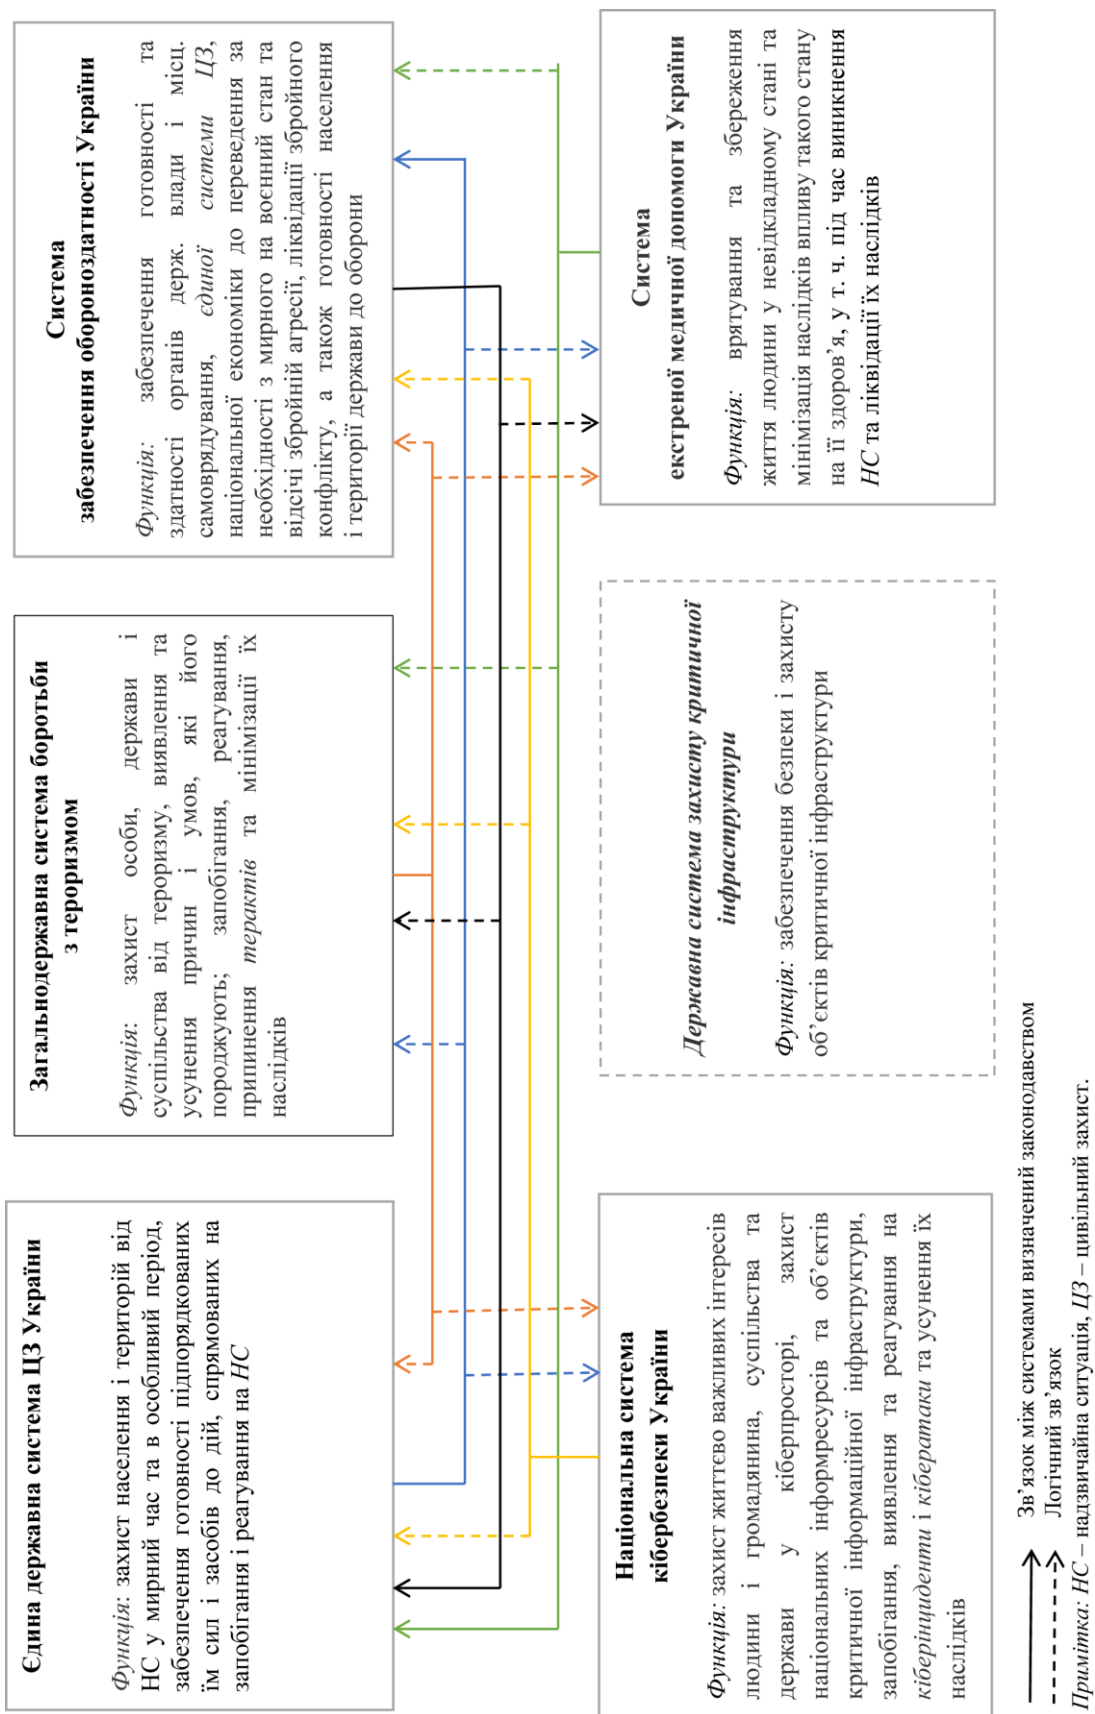 Єдина державна система ЦЗ України
Функція: захист населення і територій від
НС у мирний час та в особливий період,
забезпечення готовності підпорядкованих
їм сил і засобів до дій, спрямованих на
запобігання і реагування на НС
Загальнодержавна система боротьби
з тероризмом
Функція: захист особи, держави і
суспільства від тероризму, виявлення та
усунення причин і умов, які його
породжують; запобігання, реагування,
припинення терактів та мінімізації їх
наслідків
Система
забезпечення обороноздатності України
Функція: забезпечення готовності та
здатності органів держ. влади і місц.
самоврядування, єдиної системи ЦЗ,
національної економіки до переведення за
необхідності з мирного на воєнний стан та
відсічі збройній агресії, ліквідації збройного
конфлікту, а також готовності населення
і території держави до оборони
Національна система
кібербезпеки України
Функція: захист життєво важливих інтересів
людини і громадянина, суспільства та
держави у кіберпросторі, захист
національних інформресурсів та об’єктів
критичної інформаційної інфраструктури,
запобігання, виявлення та реагування на
кіберінциденти і кібератаки та усунення їх
наслідків
Державна система захисту критичної
інфраструктури
Функція: забезпечення безпеки і захисту
об’єктів критичної інфраструктури
Система
екстреної медичної допомоги України
Функція: врятування та збереження
життя людини у невідкладному стані та
мінімізація наслідків впливу такого стану
на її здоров’я, у т. ч. під час виникнення
НС та ліквідації їх наслідків
Зв’язок між системами визначений законодавством
Логічний зв’язок
Примітка: НС – надзвичайна ситуація, ЦЗ – цивільний захист.